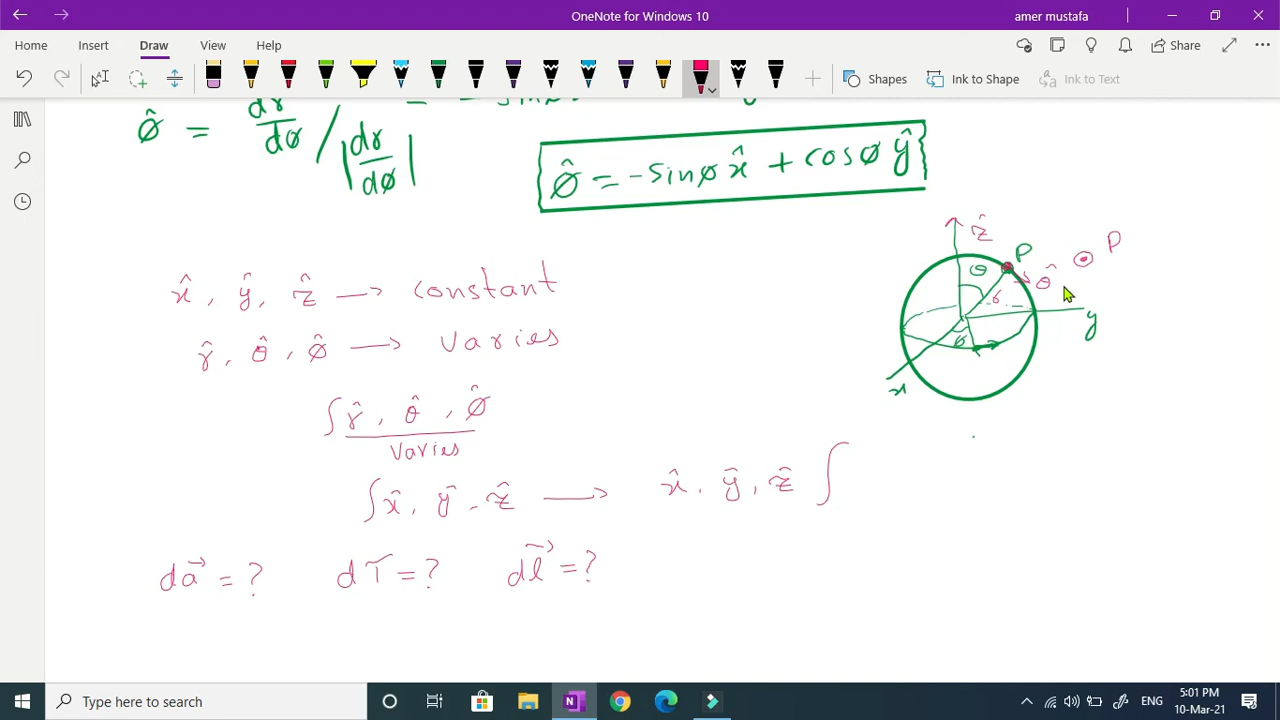 OneNote for Windows 10
amer mustafa
Home Insert Draw View Help
Share
Shapes
Ink to Shape
Ink to Text
φ̂ = dr/dφ / |dr/dφ|
φ̂ = -sinφ x̂ + cosφ ŷ
ẑ
P
P
θ
θ̂
r
φ
y
x
x̂, ŷ, ẑ → constant
r̂, θ̂, φ̂ → varies
∫ r̂, θ̂, φ̂
varies
∫ x̂, ŷ, ẑ → x̂, ŷ, ẑ ∫
da⃗ = ? dτ = ? dl⃗ = ?
Type here to search
ENG
5:01 PM
10-Mar-21